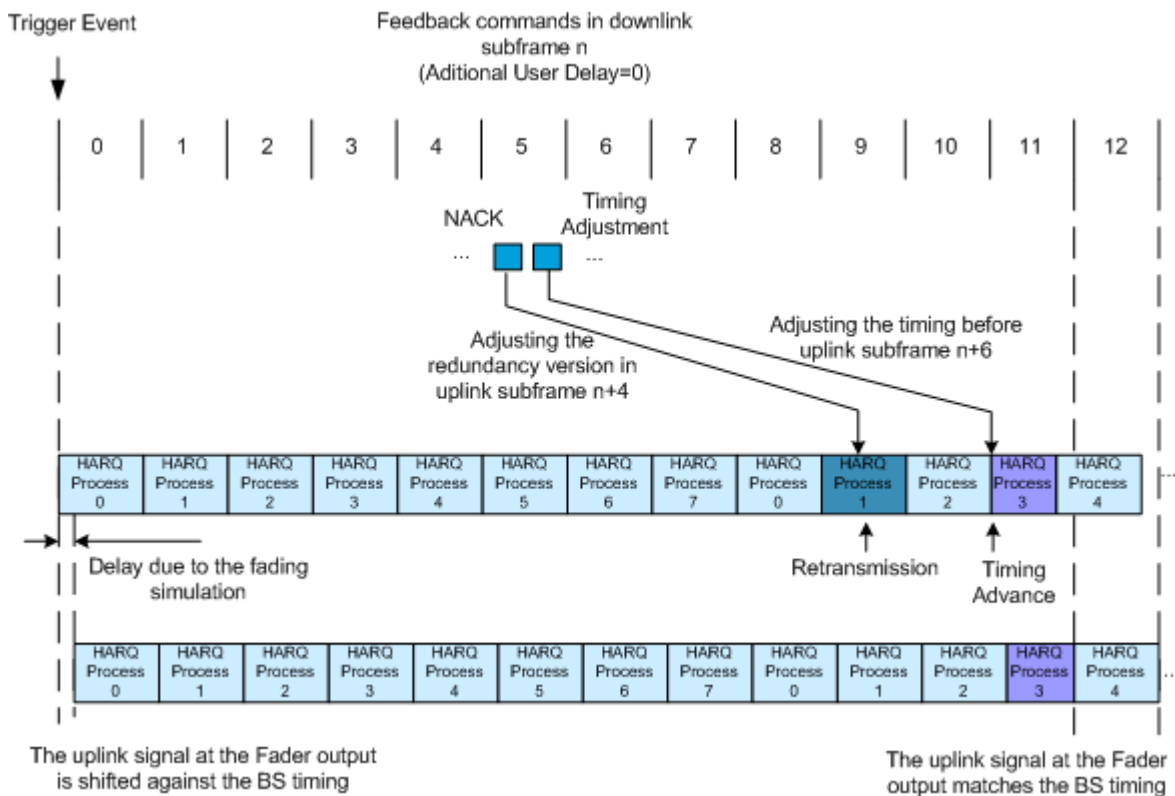 Trigger Event
Feedback commands in downlink
subframe n
(Aditional User Delay=0)
0 1 2 3 4 5 6 7 8 9 10 11 12
NACK
Timing
Adjustment
... ...
Adjusting the
redundancy version in
uplink subframe n+4
Adjusting the timing before
uplink subframe n+6
HARQ HARQ HARQ HARQ HARQ HARQ HARQ HARQ HARQ HARQ HARQ HARQ HARQ
Process Process Process Process Process Process Process Process Process Process Process Process Process
0 1 2 3 4 5 6 7 0 1 2 3 4 ...
Delay due to the fading
simulation
Retransmission
Timing
Advance
HARQ HARQ HARQ HARQ HARQ HARQ HARQ HARQ HARQ HARQ HARQ HARQ HARQ
Process Process Process Process Process Process Process Process Process Process Process Process Process
0 1 2 3 4 5 6 7 0 1 2 3 4 ...
The uplink signal at the Fader output
is shifted against the BS timing
The uplink signal at the Fader
output matches the BS timing